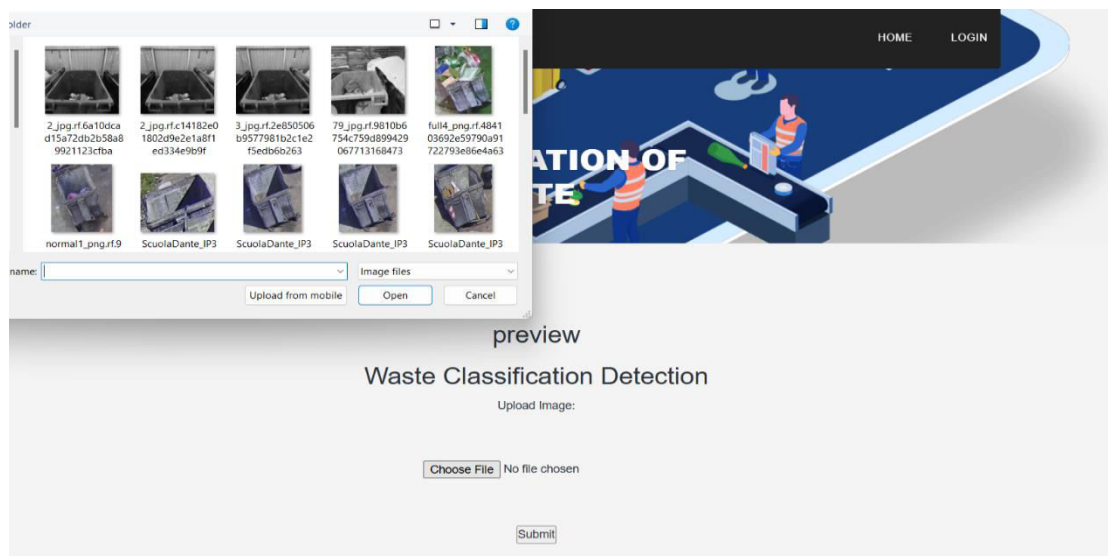 older
2_jpg.rf.6a10dca
d15a72db2b58a8
9921123cfba
2_jpg.rf.c14182e0
1802d9e2e1a8f1
ed334e9b9f
3_jpg.rf.2e850506
b9577981b2c1e2
f5edb6b263
79_jpg.rf.9810b6
754c759d899429
067713168473
full4_png.rf.4841
03692e59790a91
722793e86e4a63
normal1_png.rf.9
ScuolaDante_IP3
ScuolaDante_IP3
ScuolaDante_IP3
ScuolaDante_IP3
name:
Image files
Upload from mobile
Open
Cancel
HOME
LOGIN
ATION OF
TE
preview
Waste Classification Detection
Upload Image:
Choose File No file chosen
Submit